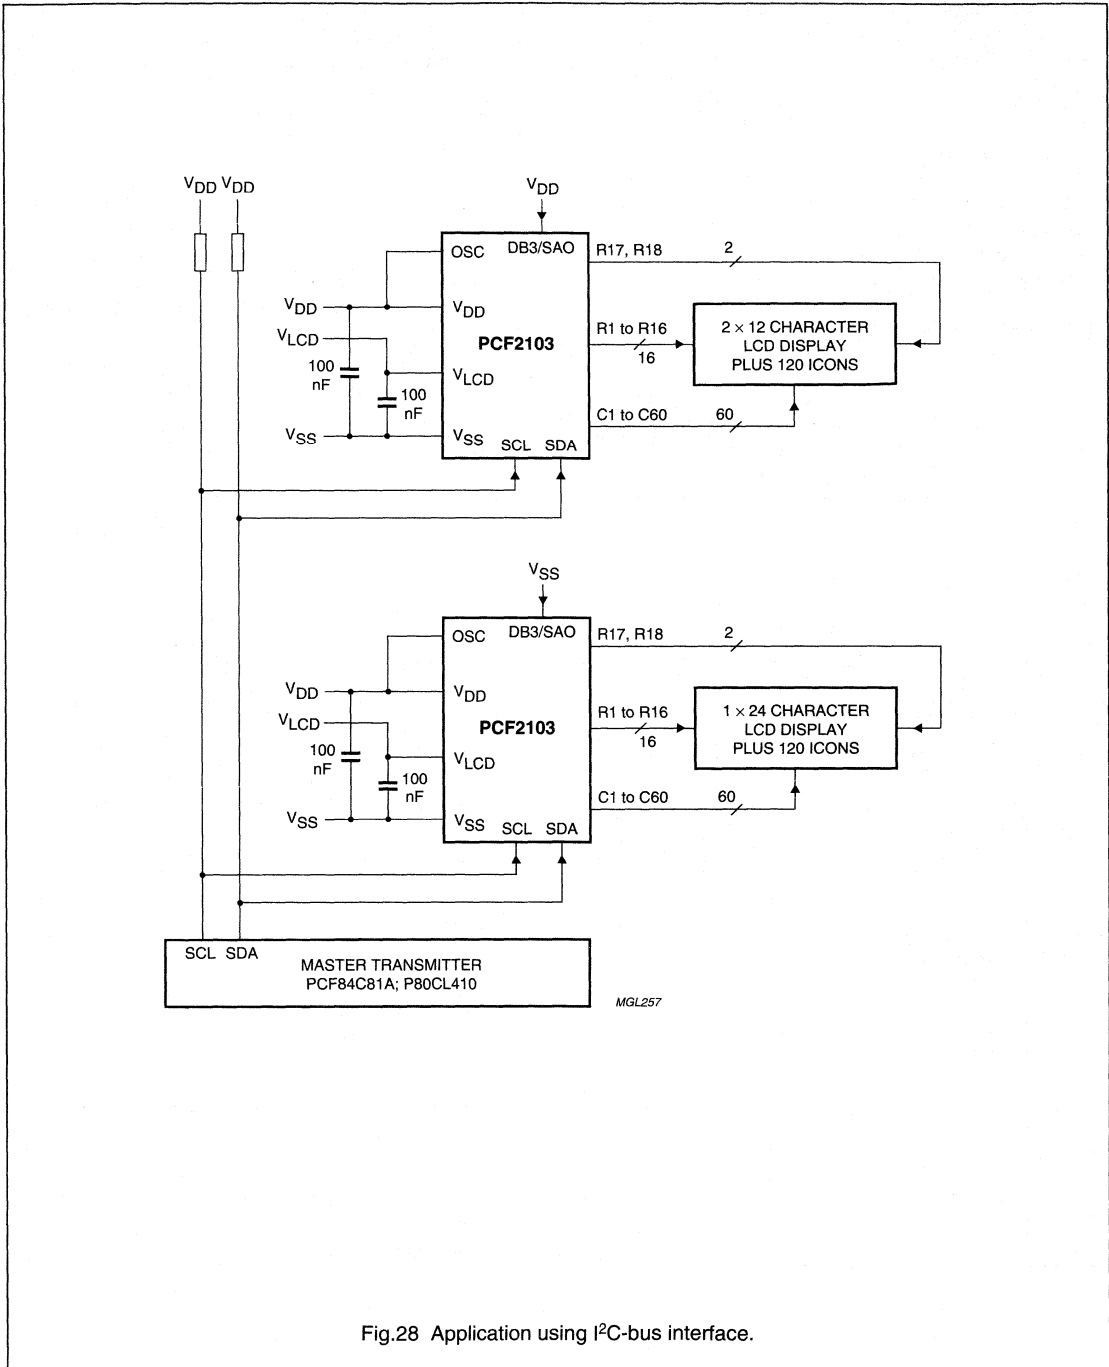 VDD VDD
VDD
OSC
DB3/SAO
R17, R18
2
VDD
VDD
VLCD
PCF2103
R1 to R16
16
2 × 12 CHARACTER
LCD DISPLAY
PLUS 120 ICONS
100
nF
VLCD
100
nF
C1 to C60
60
VSS
VSS
SCL SDA
VSS
OSC
DB3/SAO
R17, R18
2
VDD
VDD
VLCD
PCF2103
R1 to R16
16
1 × 24 CHARACTER
LCD DISPLAY
PLUS 120 ICONS
100
nF
VLCD
100
nF
C1 to C60
60
VSS
VSS
SCL SDA
SCL SDA
MASTER TRANSMITTER
PCF84C81A; P80CL410
MGL257
Fig.28 Application using I²C-bus interface.